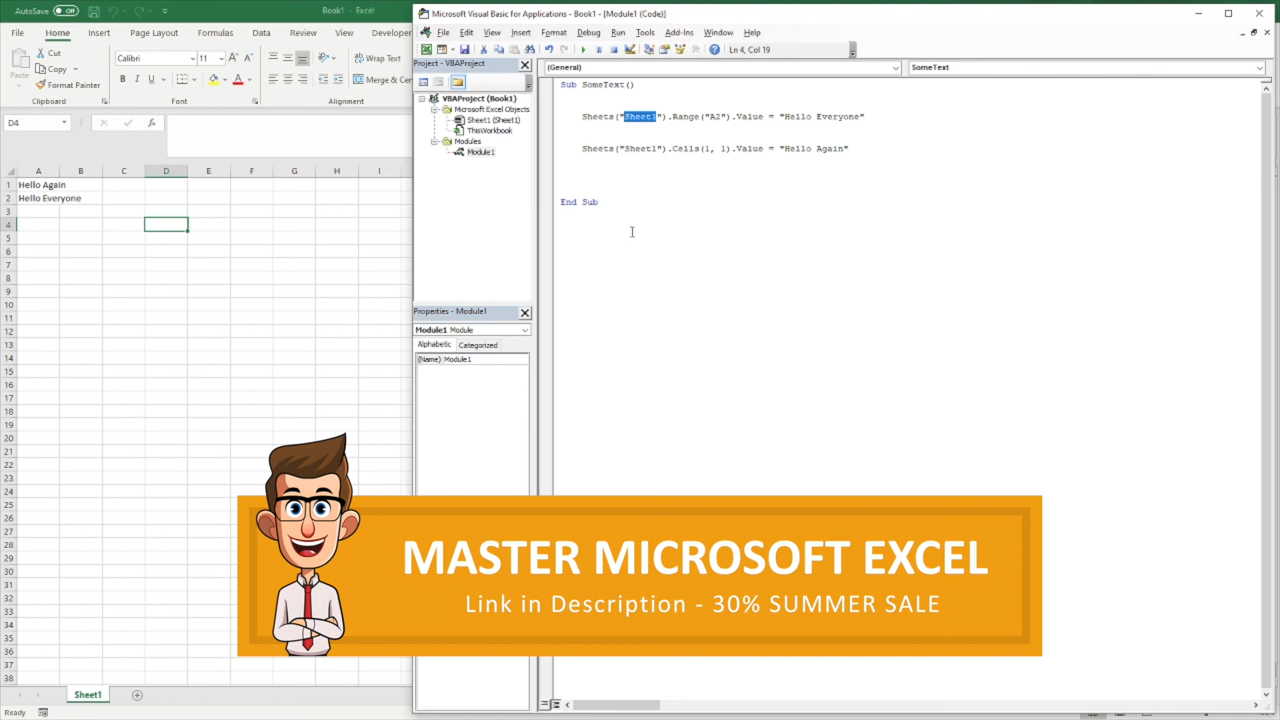 AutoSave Off
Book1 - Excel
File Home Insert Page Layout Formulas Data Review View Developer
Cut
Copy
Paste
Format Painter
Clipboard
Calibri 11
B I U
Font
Alignment
Wrap
Merge & Cen
D4
fx
A B C D E F
1 Hello Again
2 Hello Everyone
3
4
5
6
7
8
9
10
11
12
13
14
15
16
17
18
19
20
21
22
23
24
25
26
27
28
29
30
31
32
33
34
35
36
37
38
Sheet1
Ready
Microsoft Visual Basic for Applications - Book1 - [Module1 (Code)]
File Edit View Insert Format Debug Run Tools Add-Ins Window Help
Ln 4, Col 19
Project - VBAProject
VBAProject (Book1)
Microsoft Excel Objects
Sheet1 (Sheet1)
ThisWorkbook
Modules
Module1
Properties - Module1
Module1 Module
Alphabetic Categorized
(Name) Module1
(General) SomeText
Sub SomeText()
Sheets("Sheet1").Range("A2").Value = "Hello Everyone"
Sheets("Sheet1").Cells(1, 1).Value = "Hello Again"
End Sub
MASTER MICROSOFT EXCEL
Link in Description - 30% SUMMER SALE